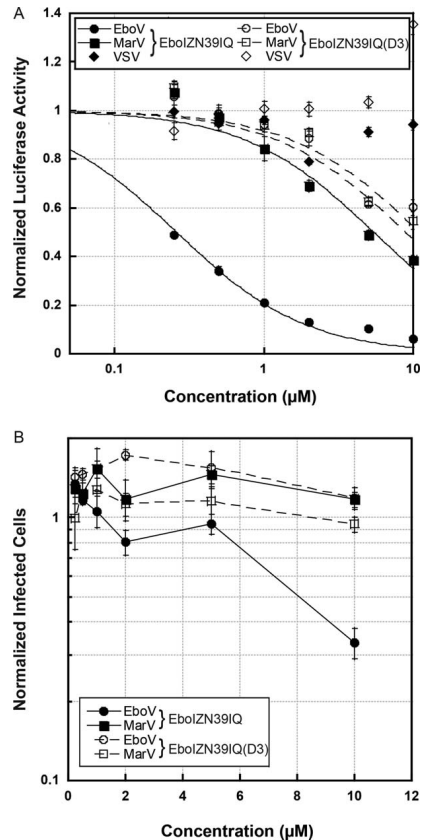 A
EboV
MarV
VSV
} EboIZN39IQ
EboV
MarV
VSV
} EboIZN39IQ(D3)
Normalized Luciferase Activity
1.4
1.2
1
0.8
0.6
0.4
0.2
0
0.1
1
10
Concentration (µM)
B
Normalized Infected Cells
1
0.1
EboV
MarV
} EboIZN39IQ
EboV
MarV
} EboIZN39IQ(D3)
0
2
4
6
8
10
12
Concentration (µM)